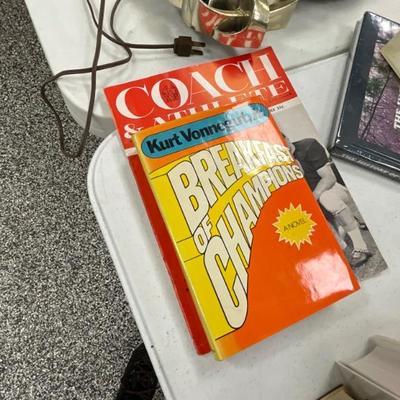 COACH
& ATHLETE
Kurt Vonnegut, Jr.
BREAKFAST
OF
CHAMPIONS
A NOVEL